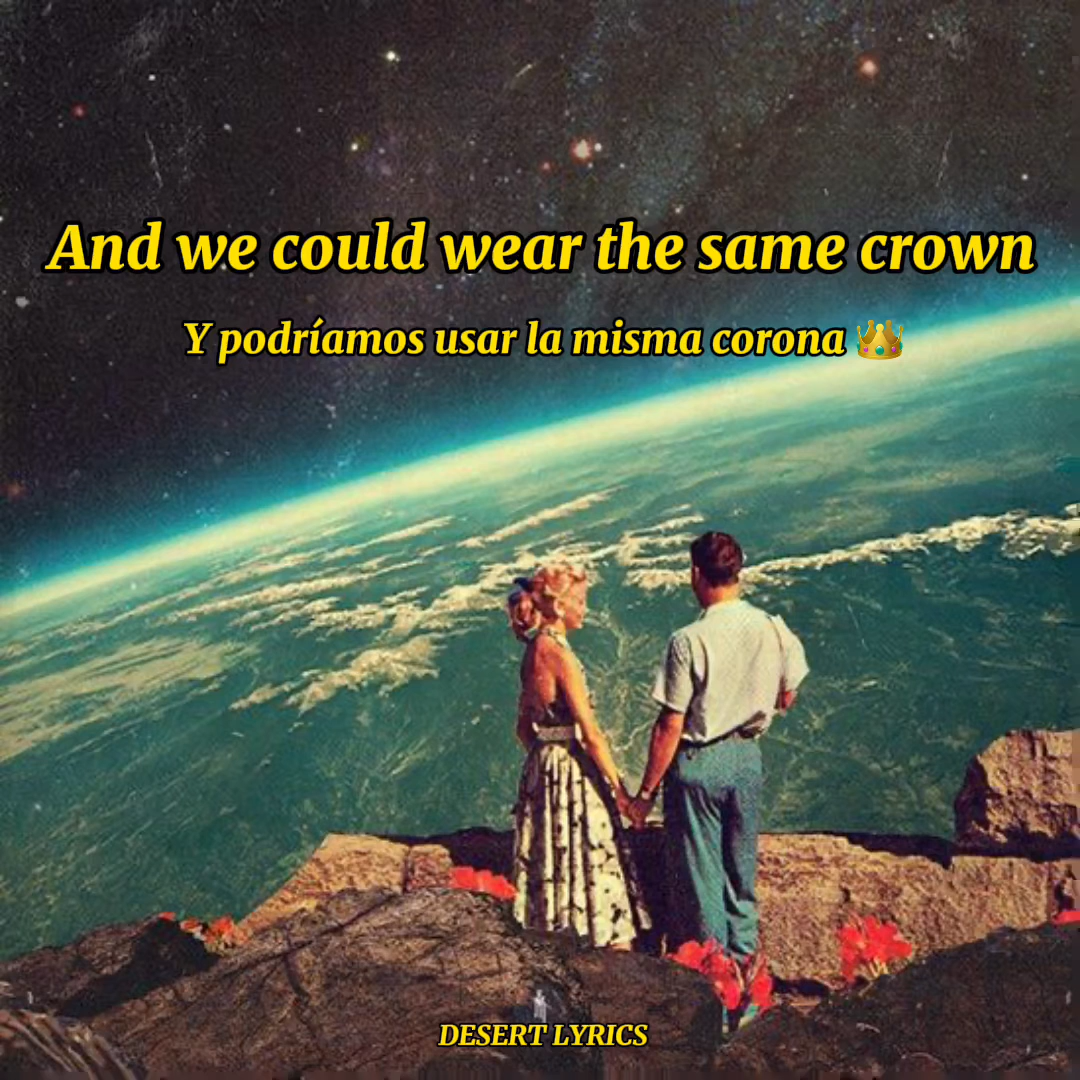 And we could wear the same crown
Y podríamos usar la misma corona 👑
DESERT LYRICS